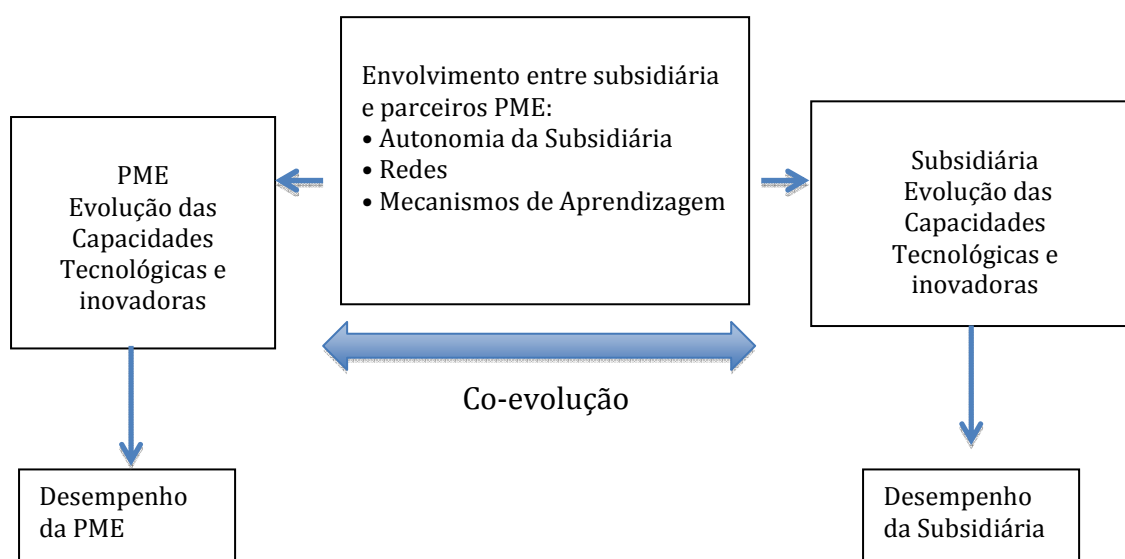 Envolvimento entre subsidiária
e parceiros PME:
• Autonomia da Subsidiária
• Redes
• Mecanismos de Aprendizagem
PME
Evolução das
Capacidades
Tecnológicas e
inovadoras
Subsidiária
Evolução das
Capacidades
Tecnológicas e
inovadoras
Co-evolução
Desempenho
da PME
Desempenho
da Subsidiária